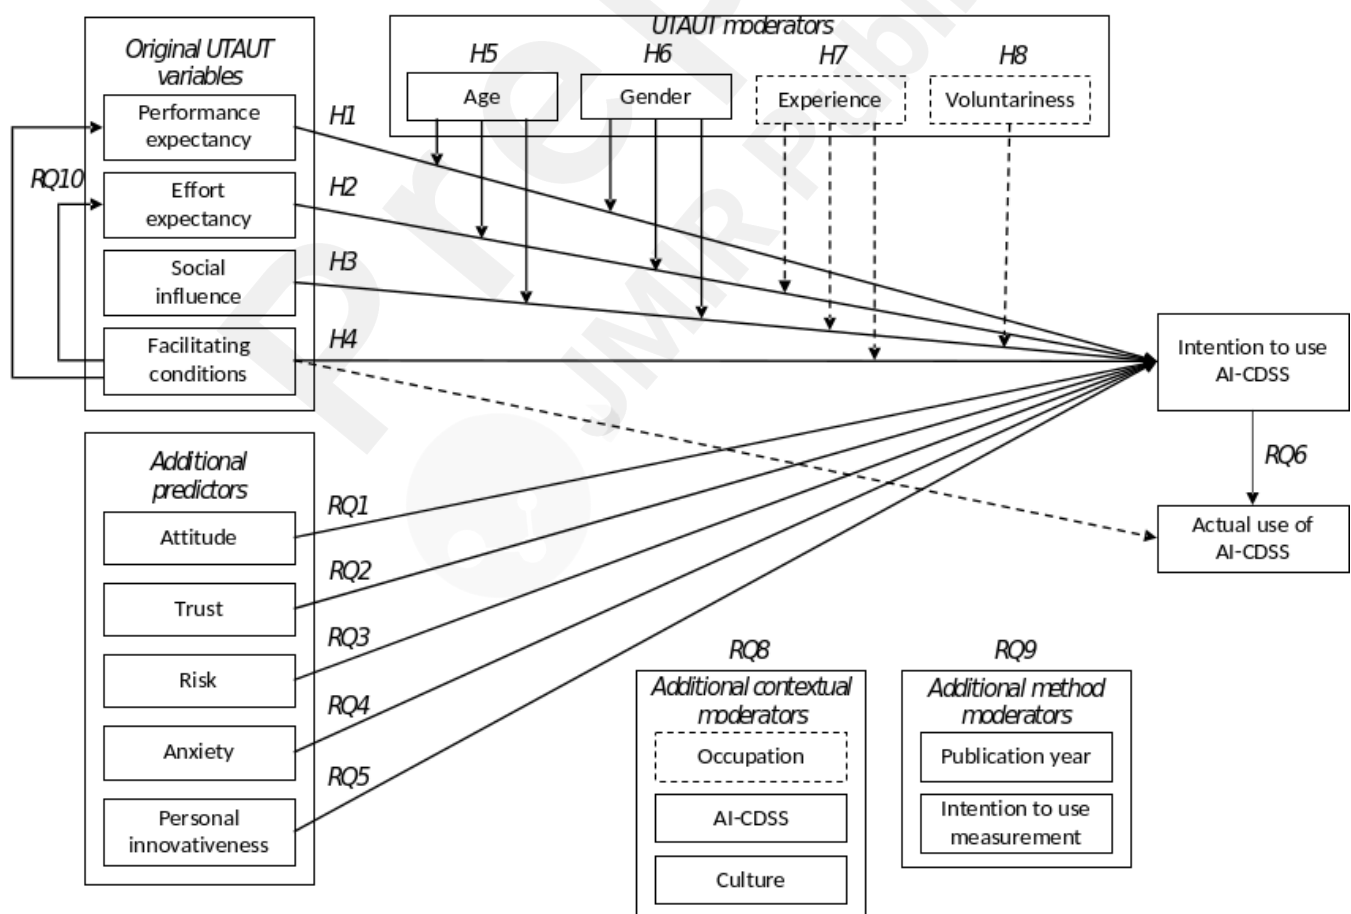 Original UTAUT
variables
Performance
expectancy
Effort
expectancy
Social
influence
Facilitating
conditions
RQ10
H1
H2
H3
H4
UTAUT moderators
H5
H6
H7
H8
Age
Gender
Experience
Voluntariness
Intention to use
AI-CDSS
RQ6
Actual use of
AI-CDSS
Additional
predictors
Attitude
Trust
Risk
Anxiety
Personal
innovativeness
RQ1
RQ2
RQ3
RQ4
RQ5
RQ8
Additional contextual
moderators
Occupation
AI-CDSS
Culture
RQ9
Additional method
moderators
Publication year
Intention to use
measurement
JMIR Publi